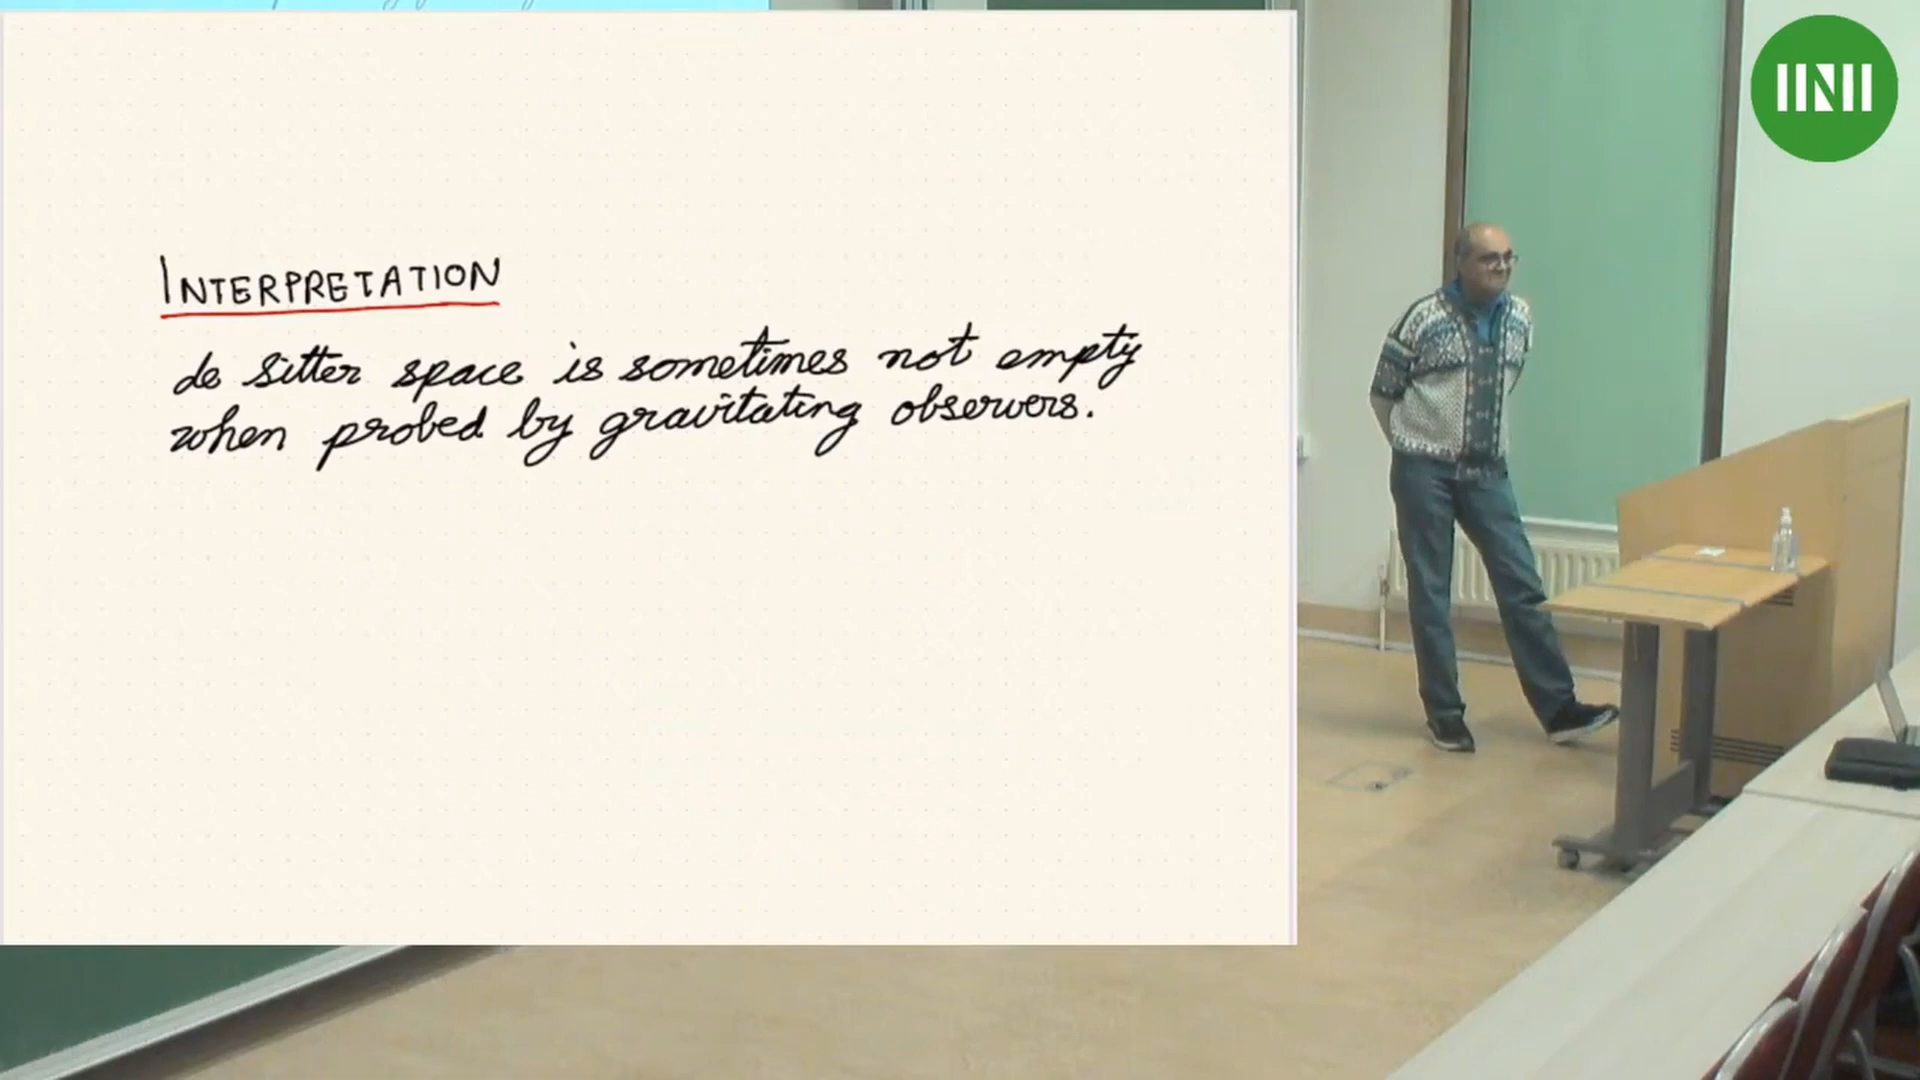 INTERPRETATION
de Sitter space is sometimes not empty
when probed by gravitating observers.